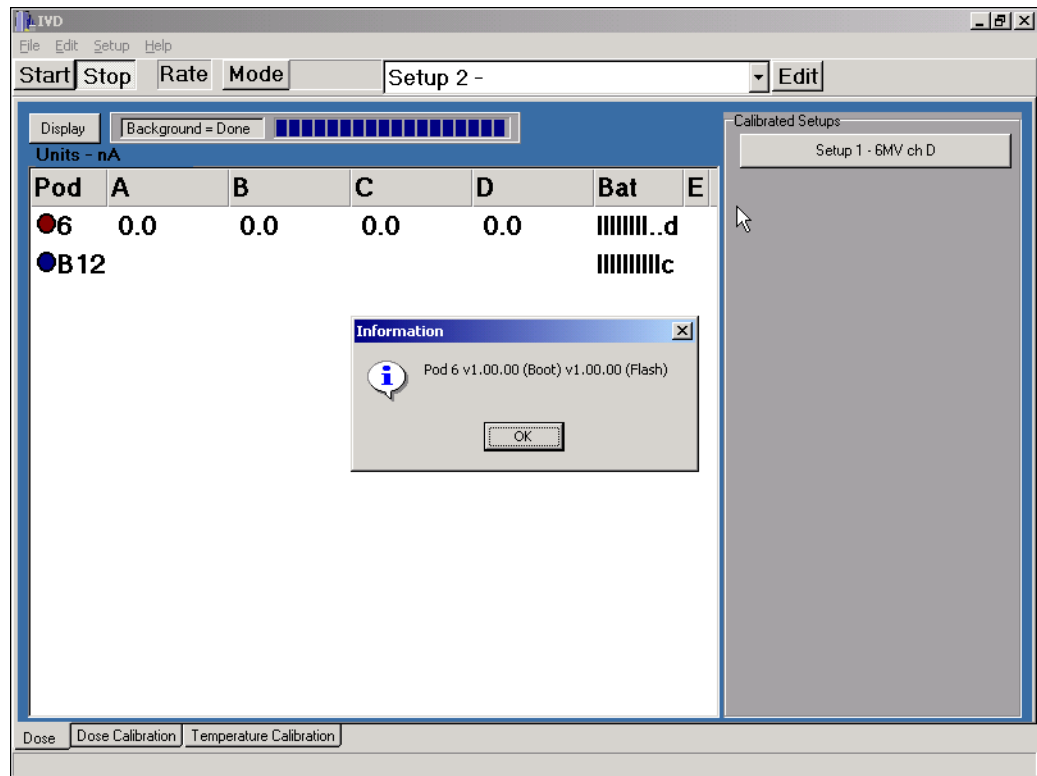 IVD
File Edit Setup Help
Start Stop Rate Mode Setup 2 - Edit
Display Background = Done
Units - nA
Calibrated Setups
Setup 1 - 6MV ch D
Pod A B C D Bat E
6 0.0 0.0 0.0 0.0 llllllll..d
B12 llllllllllc
Information
Pod 6 v1.00.00 (Boot) v1.00.00 (Flash)
OK
Dose Dose Calibration Temperature Calibration